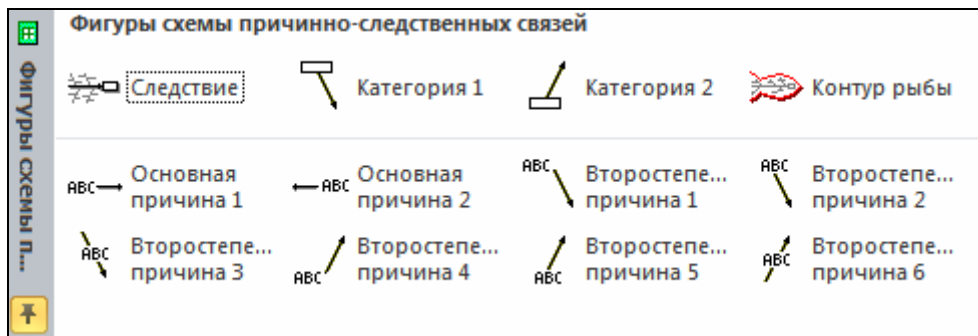 Фигуры схемы причинно-следственных связей
Фигуры схемы п...
Следствие
Категория 1
Категория 2
Контур рыбы
ABC
Основная
причина 1
ABC
Основная
причина 2
ABC
Второстепе...
причина 1
ABC
Второстепе...
причина 2
ABC
Второстепе...
причина 3
ABC
Второстепе...
причина 4
ABC
Второстепе...
причина 5
ABC
Второстепе...
причина 6